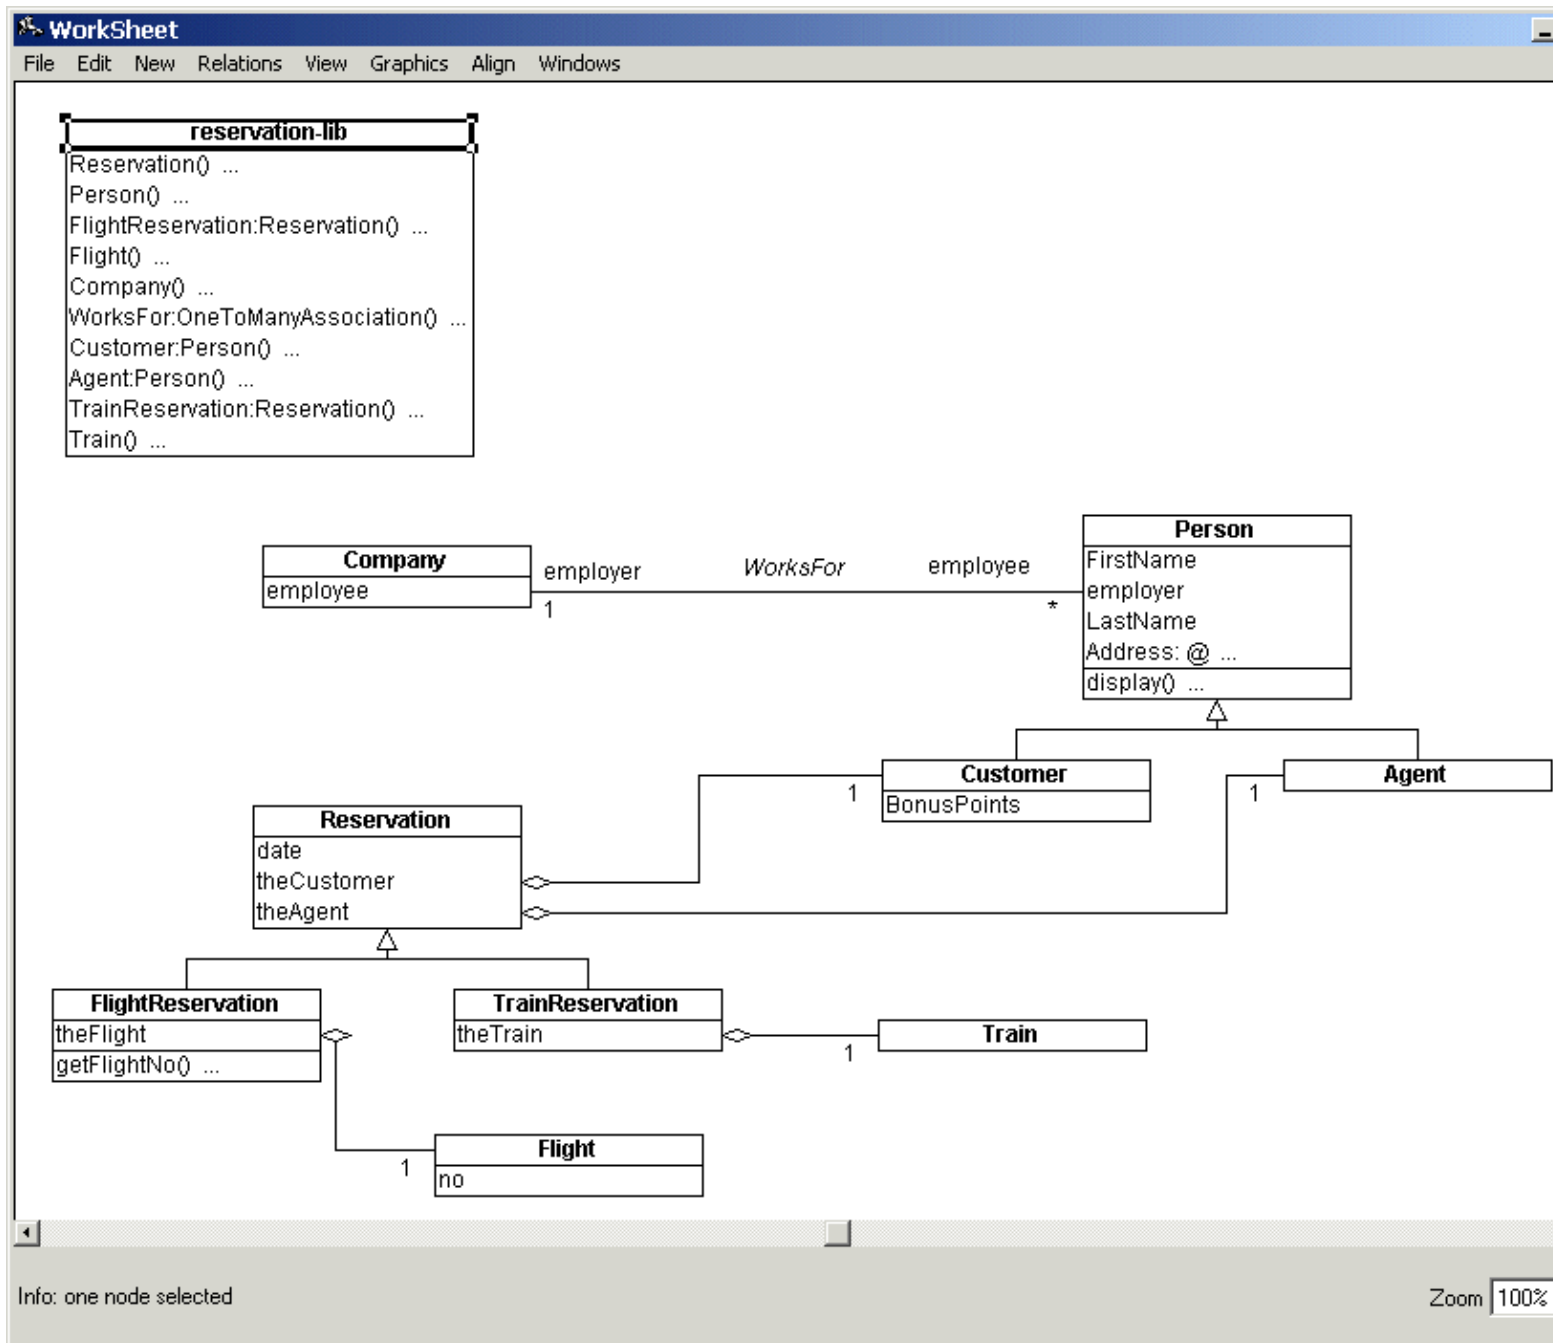 WorkSheet
File Edit New Relations View Graphics Align Windows
reservation-lib
Reservation() ...
Person() ...
FlightReservation:Reservation() ...
Flight() ...
Company() ...
WorksFor:OneToManyAssociation() ...
Customer:Person() ...
Agent:Person() ...
TrainReservation:Reservation() ...
Train() ...
Company
employee
employer
1
WorksFor
employee
*
Person
FirstName
employer
LastName
Address: @ ...
display() ...
Customer
BonusPoints
1
Agent
1
Reservation
date
theCustomer
theAgent
FlightReservation
theFlight
getFlightNo() ...
TrainReservation
theTrain
1
Train
1
Flight
no
Info: one node selected
Zoom 100%